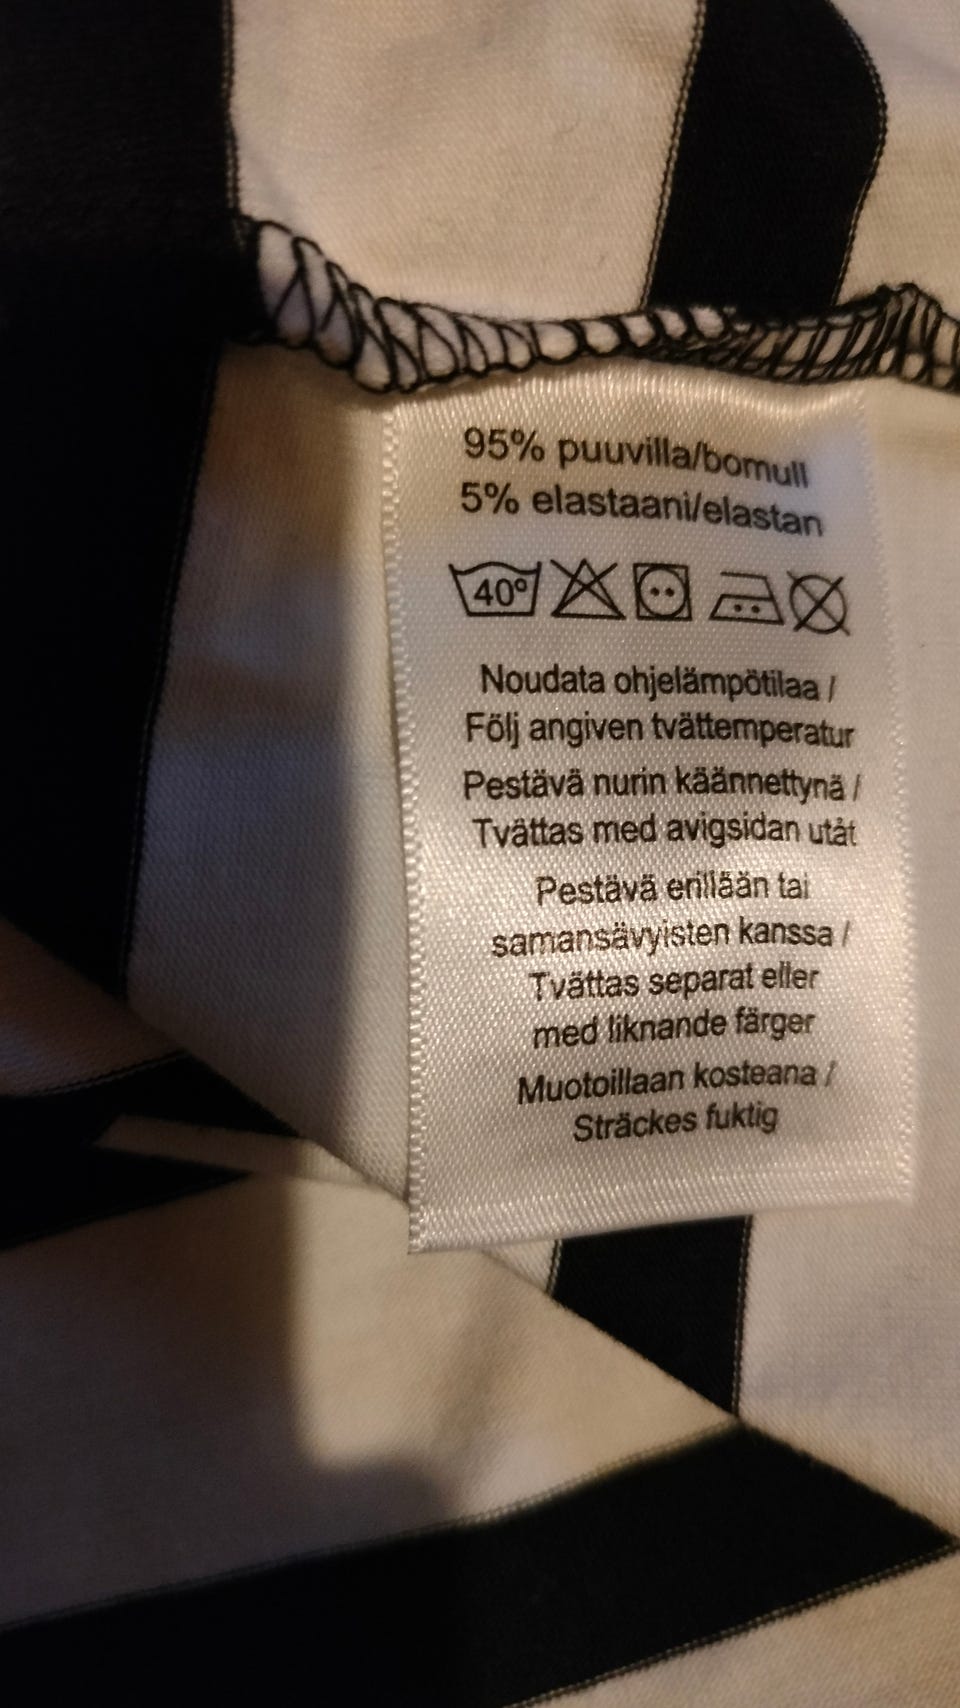 95% puuvilla/bomull
5% elastaani/elastan
40°
Noudata ohjelämpötilaa /
Följ angiven tvättemperatur
Pestävä nurin käännettynä /
Tvättas med avigsidan utåt
Pestävä erillään tai
samansävyisten kanssa /
Tvättas separat eller
med liknande färger
Muotoillaan kosteana /
Sträckes fuktig